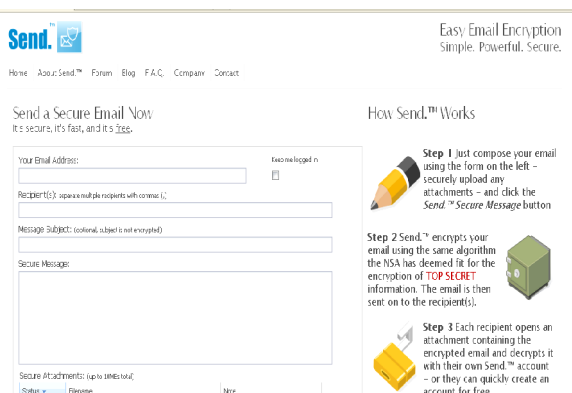 Send.™
Easy Email Encryption
Simple. Powerful. Secure.
Home About Send.™ Forum Blog F.A.Q. Company Contact
Send a Secure Email Now
It's secure, it's fast, and it's free.
How Send.™ Works
Your Email Address:
Keep me logged in
Recipient(s): separate multiple recipients with commas (,)
Message Subject: (optional, subject is not encrypted)
Secure Message:
Secure Attachments: (up to 10MBs total)
Status Filename Note
Step 1 Just compose your email
using the form on the left –
securely upload any
attachments – and click the
Send.™ Secure Message button
Step 2 Send.™ encrypts your
email using the same algorithm
the NSA has deemed fit for the
encryption of TOP SECRET
information. The email is then
sent on to the recipient(s).
Step 3 Each recipient opens an
attachment containing the
encrypted email and decrypts it
with their own Send.™ account
– or they can quickly create an
account for free